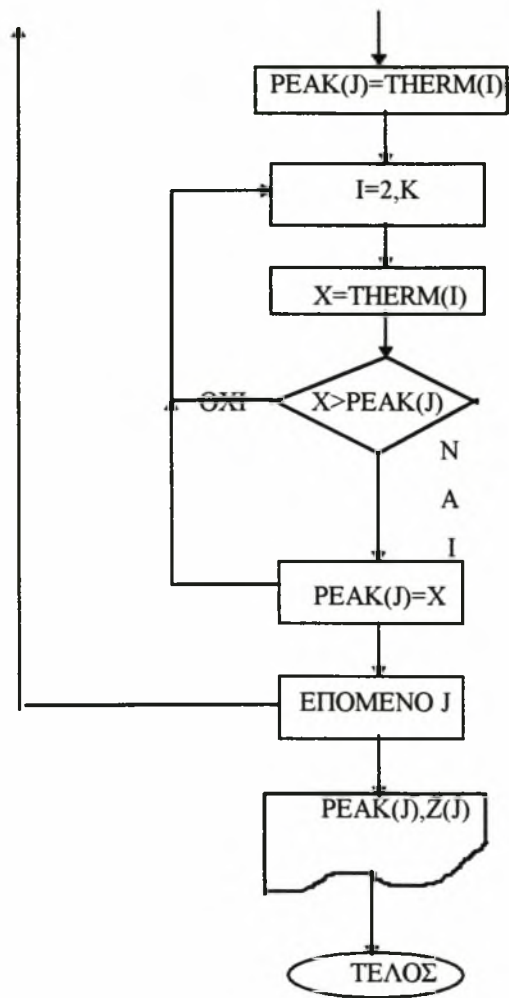 PEAK(J)=THERM(I)
I=2,K
X=THERM(I)
ΟΧΙ
X>PEAK(J)
Ν
Α
Ι
PEAK(J)=X
ΕΠΟΜΕΝΟ J
PEAK(J),Z(J)
ΤΕΛΟΣ